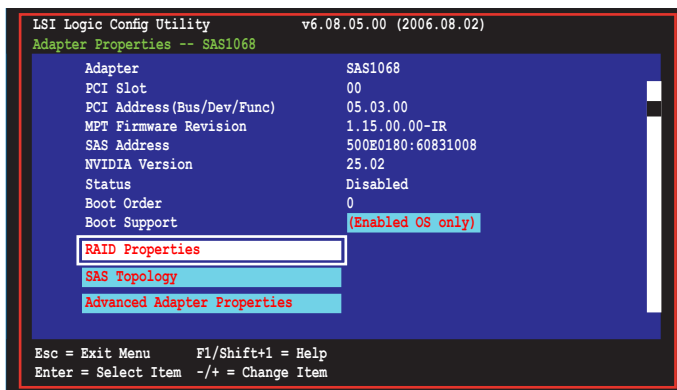 LSI Logic Config Utility v6.08.05.00 (2006.08.02)
Adapter Properties -- SAS1068
Adapter SAS1068
PCI Slot 00
PCI Address(Bus/Dev/Func) 05.03.00
MPT Firmware Revision 1.15.00.00-IR
SAS Address 500E0180:60831008
NVIDIA Version 25.02
Status Disabled
Boot Order 0
Boot Support (Enabled OS only)
RAID Properties
SAS Topology
Advanced Adapter Properties
Esc = Exit Menu F1/Shift+1 = Help
Enter = Select Item -/+ = Change Item